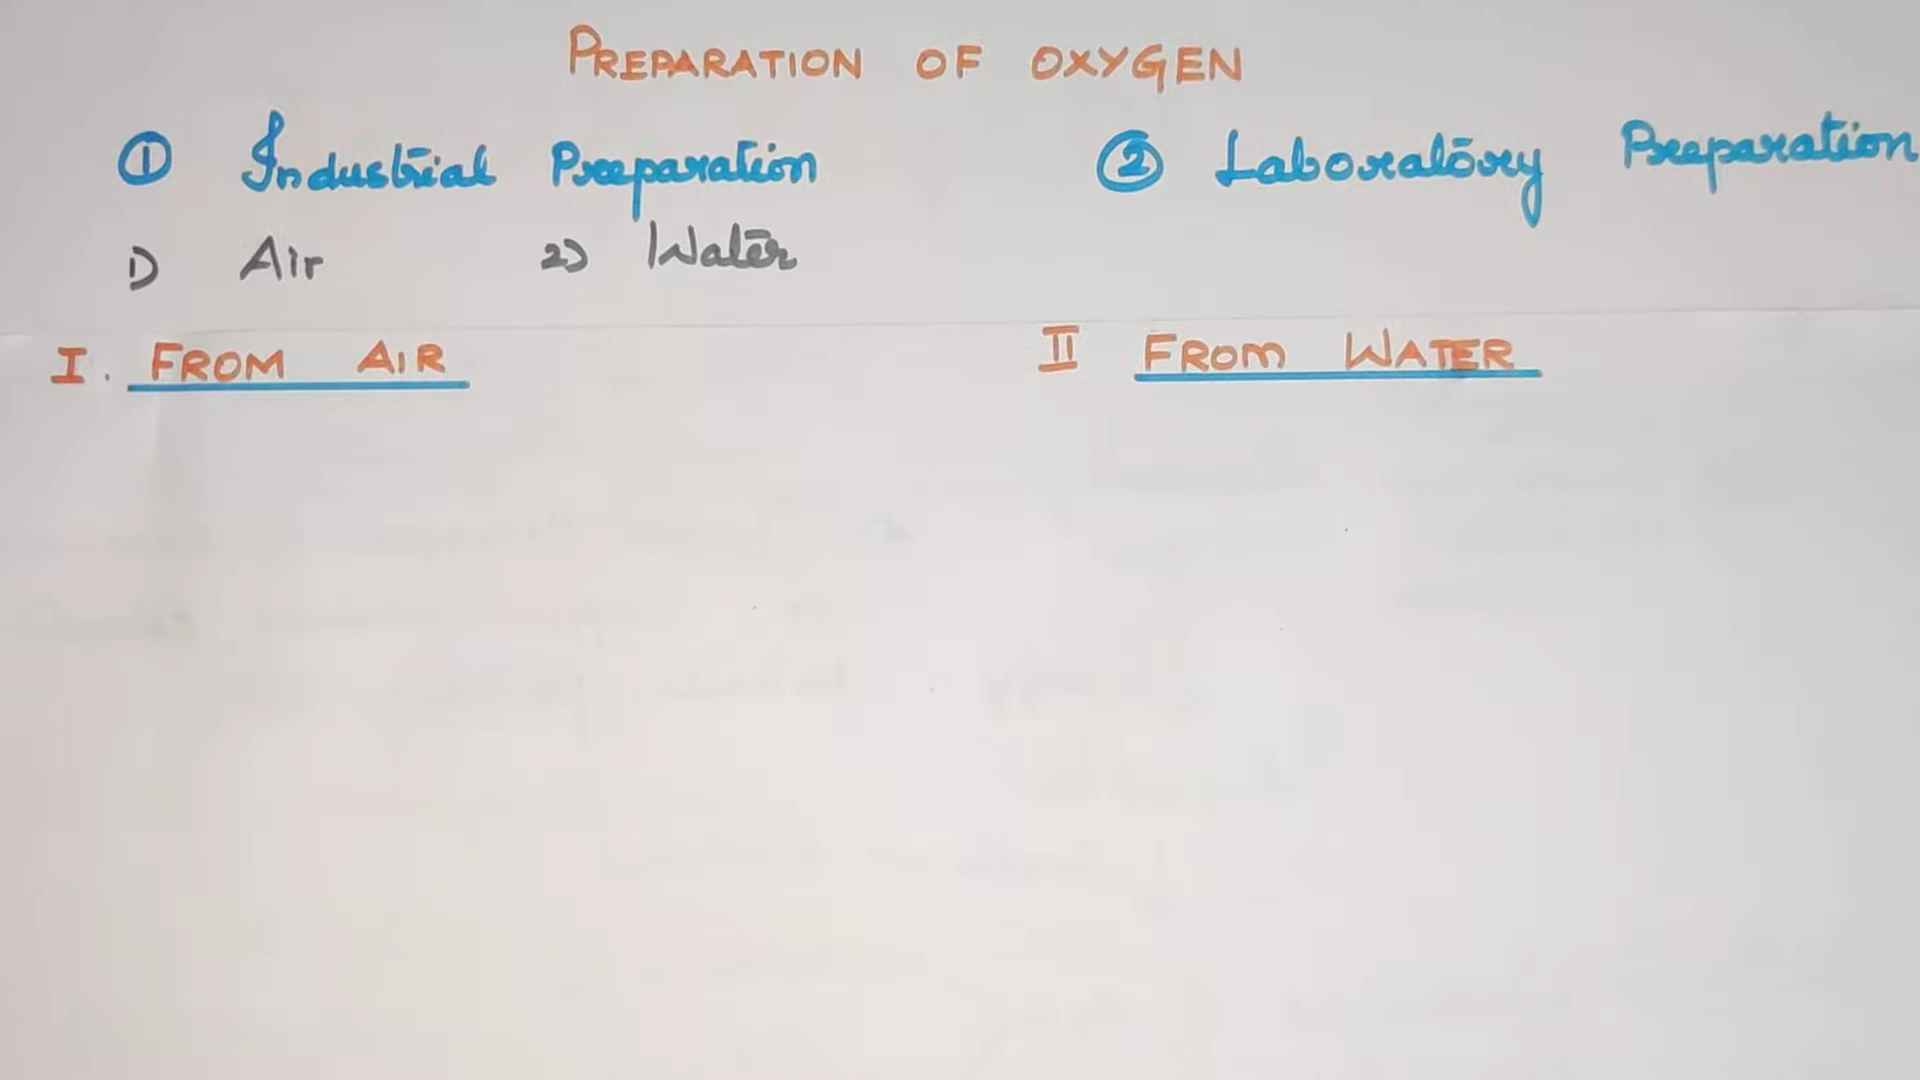 PREPARATION OF OXYGEN
① Industrial Preparation
② Laboratory Preparation
1) Air 2) Water
I. FROM AIR
II FROM WATER